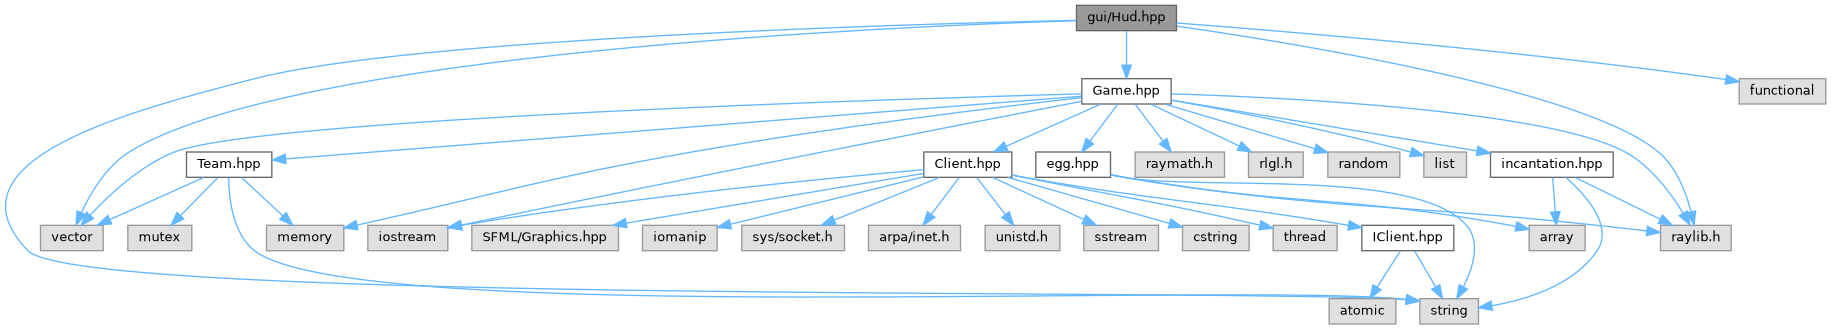 gui/Hud.hpp
Game.hpp
functional
Team.hpp
Client.hpp
egg.hpp
raymath.h
rlgl.h
random
list
incantation.hpp
vector
mutex
memory
iostream
SFML/Graphics.hpp
iomanip
sys/socket.h
arpa/inet.h
unistd.h
sstream
cstring
thread
IClient.hpp
array
raylib.h
atomic
string